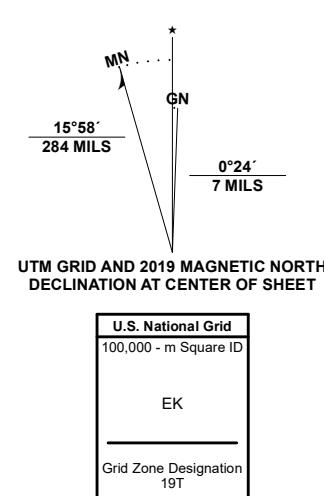 MN
GN
15°58´
284 MILS
0°24´
7 MILS
UTM GRID AND 2019 MAGNETIC NORTH
DECLINATION AT CENTER OF SHEET
U.S. National Grid
100,000 - m Square ID
EK
Grid Zone Designation
19T